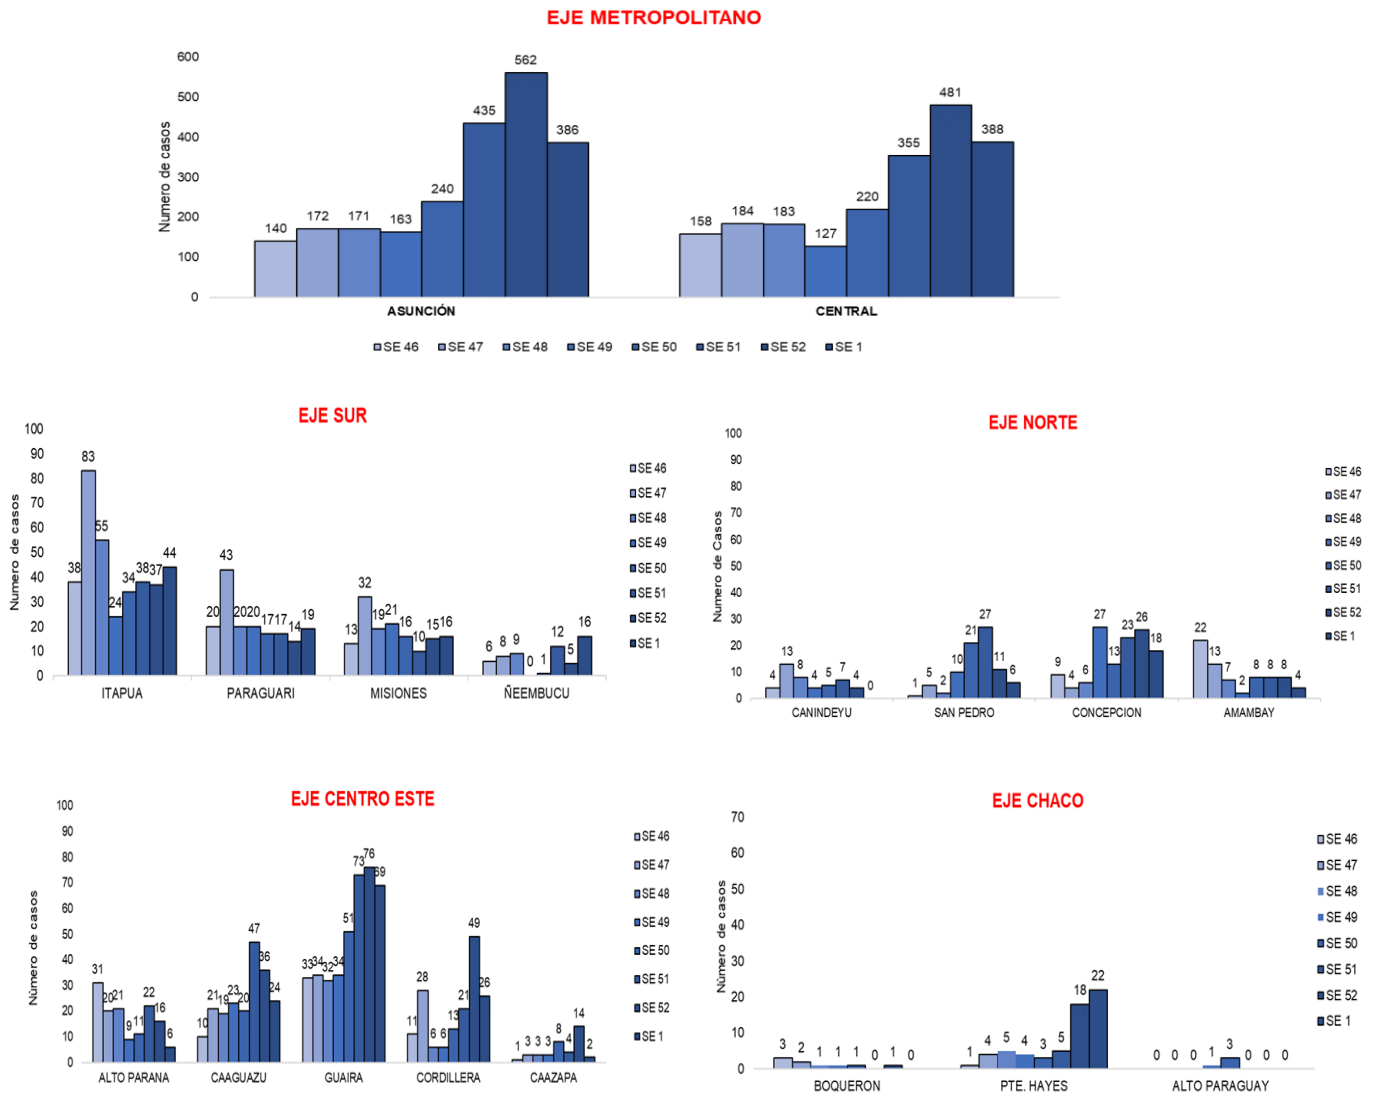 EJE METROPOLITANO
Numero de casos
600
500
400
300
200
100
0
140 172 171 163 240 435 562 386
158 184 183 127 220 355 481 388
ASUNCIÓN CENTRAL
SE 46 SE 47 SE 48 SE 49 SE 50 SE 51 SE 52 SE 1
EJE SUR
Numero de casos
100
90
80
70
60
50
40
30
20
10
0
38 83 55 24 34 38 37 44
20 43 20 20 17 17 14 19
13 32 19 21 16 10 15 16
6 8 9 0 1 12 5 16
ITAPUA PARAGUARI MISIONES ÑEEMBUCU
SE 46
SE 47
SE 48
SE 49
SE 50
SE 51
SE 52
SE 1
EJE NORTE
Numero de Casos
100
90
80
70
60
50
40
30
20
10
0
4 13 8 4 5 7 4 0
1 5 2 10 21 27 11 6
9 4 6 27 13 23 26 18
22 13 7 2 8 8 8 4
CANINDEYU SAN PEDRO CONCEPCION AMAMBAY
SE 46
SE 47
SE 48
SE 49
SE 50
SE 51
SE 52
SE 1
EJE CENTRO ESTE
Número de casos
100
90
80
70
60
50
40
30
20
10
0
31 20 21 9 11 22 16 6
10 21 19 23 20 47 36 24
33 34 32 34 51 73 76 69
11 28 6 6 13 21 49 26
1 3 3 3 8 4 14 2
ALTO PARANA CAAGUAZU GUAIRA CORDILLERA CAAZAPA
SE 46
SE 47
SE 48
SE 49
SE 50
SE 51
SE 52
SE 1
EJE CHACO
Número de casos
70
60
50
40
30
20
10
0
3 2 1 1 1 0 1 0
1 4 5 4 3 5 18 22
0 0 0 1 3 0 0 0
BOQUERON PTE. HAYES ALTO PARAGUAY
SE 46
SE 47
SE 48
SE 49
SE 50
SE 51
SE 52
SE 1